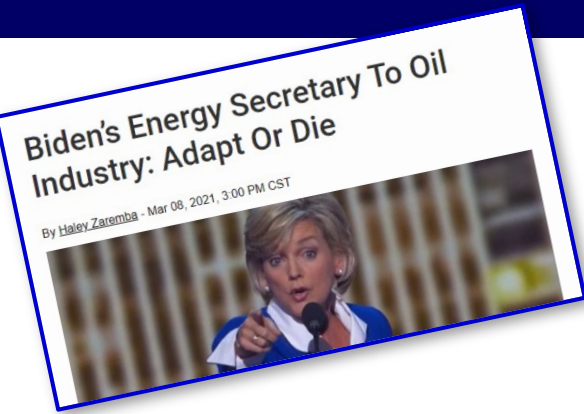 Biden's Energy Secretary To Oil
Industry: Adapt Or Die
By Haley Zaremba - Mar 08, 2021, 3:00 PM CST